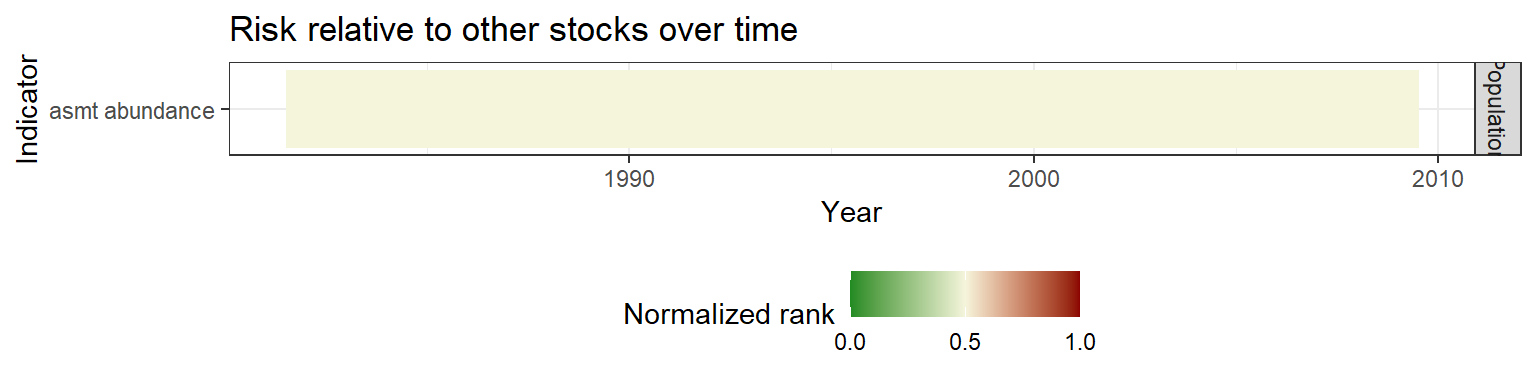 Risk relative to other stocks over time
Indicator
asmt abundance
Population
1990 2000 2010
Year
Normalized rank
0.0 0.5 1.0